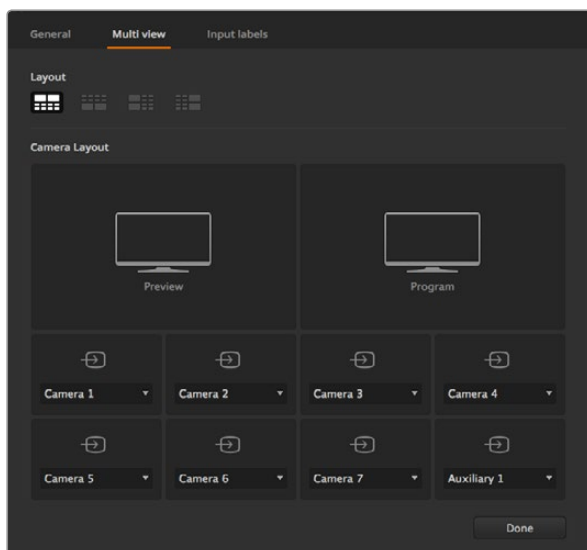 General Multi view Input labels
Layout
Camera Layout
Preview Program
Camera 1 Camera 2 Camera 3 Camera 4
Camera 5 Camera 6 Camera 7 Auxiliary 1
Done